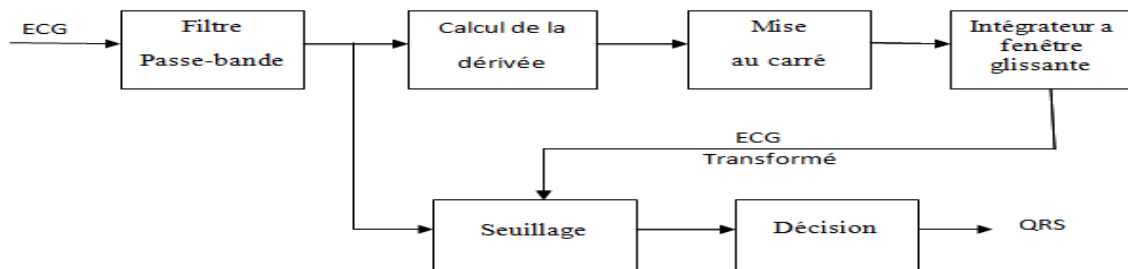 ECG
Filtre
Passe-bande
Calcul de la
dérivée
Mise
au carré
Intégrateur a
fenêtre
glissante
ECG
Transformé
Seuillage
Décision
QRS